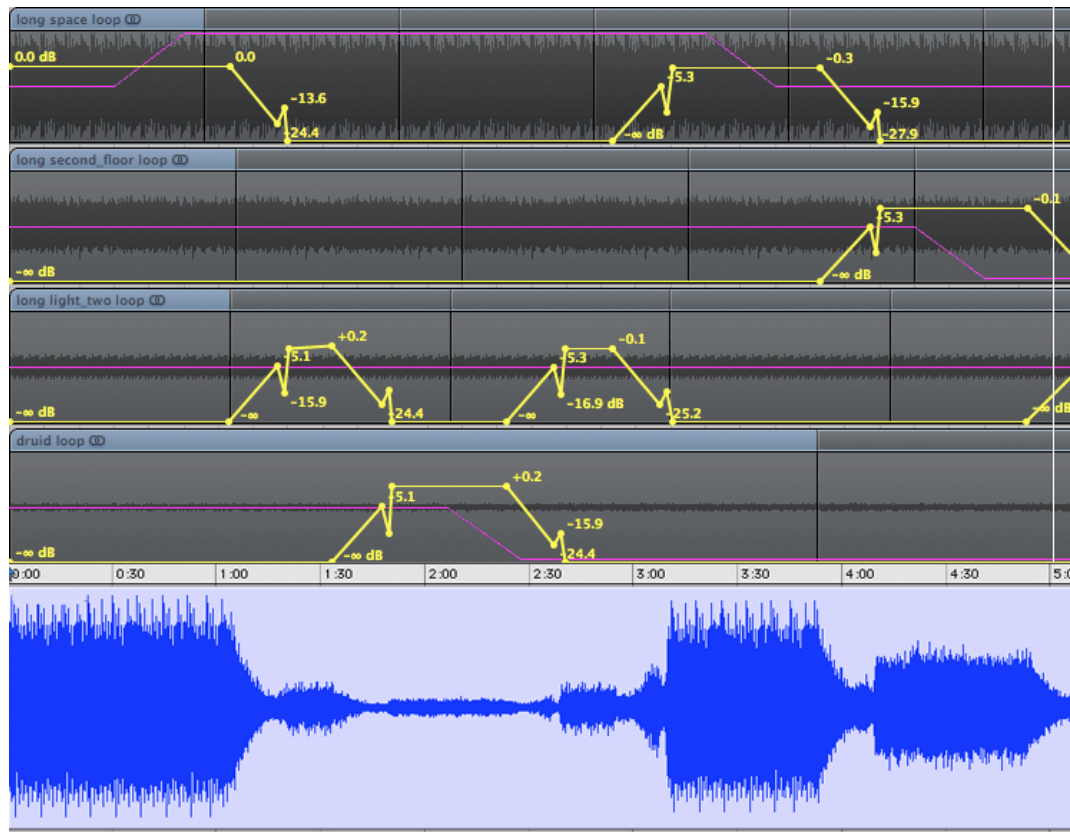 long space loop
0.0 dB
0.0
-13.6
-24.4
-∞ dB
-5.3
-0.3
-15.9
-27.9
long second_floor loop
-∞ dB
-∞ dB
-5.3
-0.1
long light_two loop
-∞ dB
-∞
-5.1
-15.9
+0.2
-24.4
-∞
-5.3
-16.9 dB
-0.1
-25.2
-∞ dB
druid loop
-∞ dB
-∞ dB
-5.1
+0.2
-15.9
-24.4
0:00 0:30 1:00 1:30 2:00 2:30 3:00 3:30 4:00 4:30